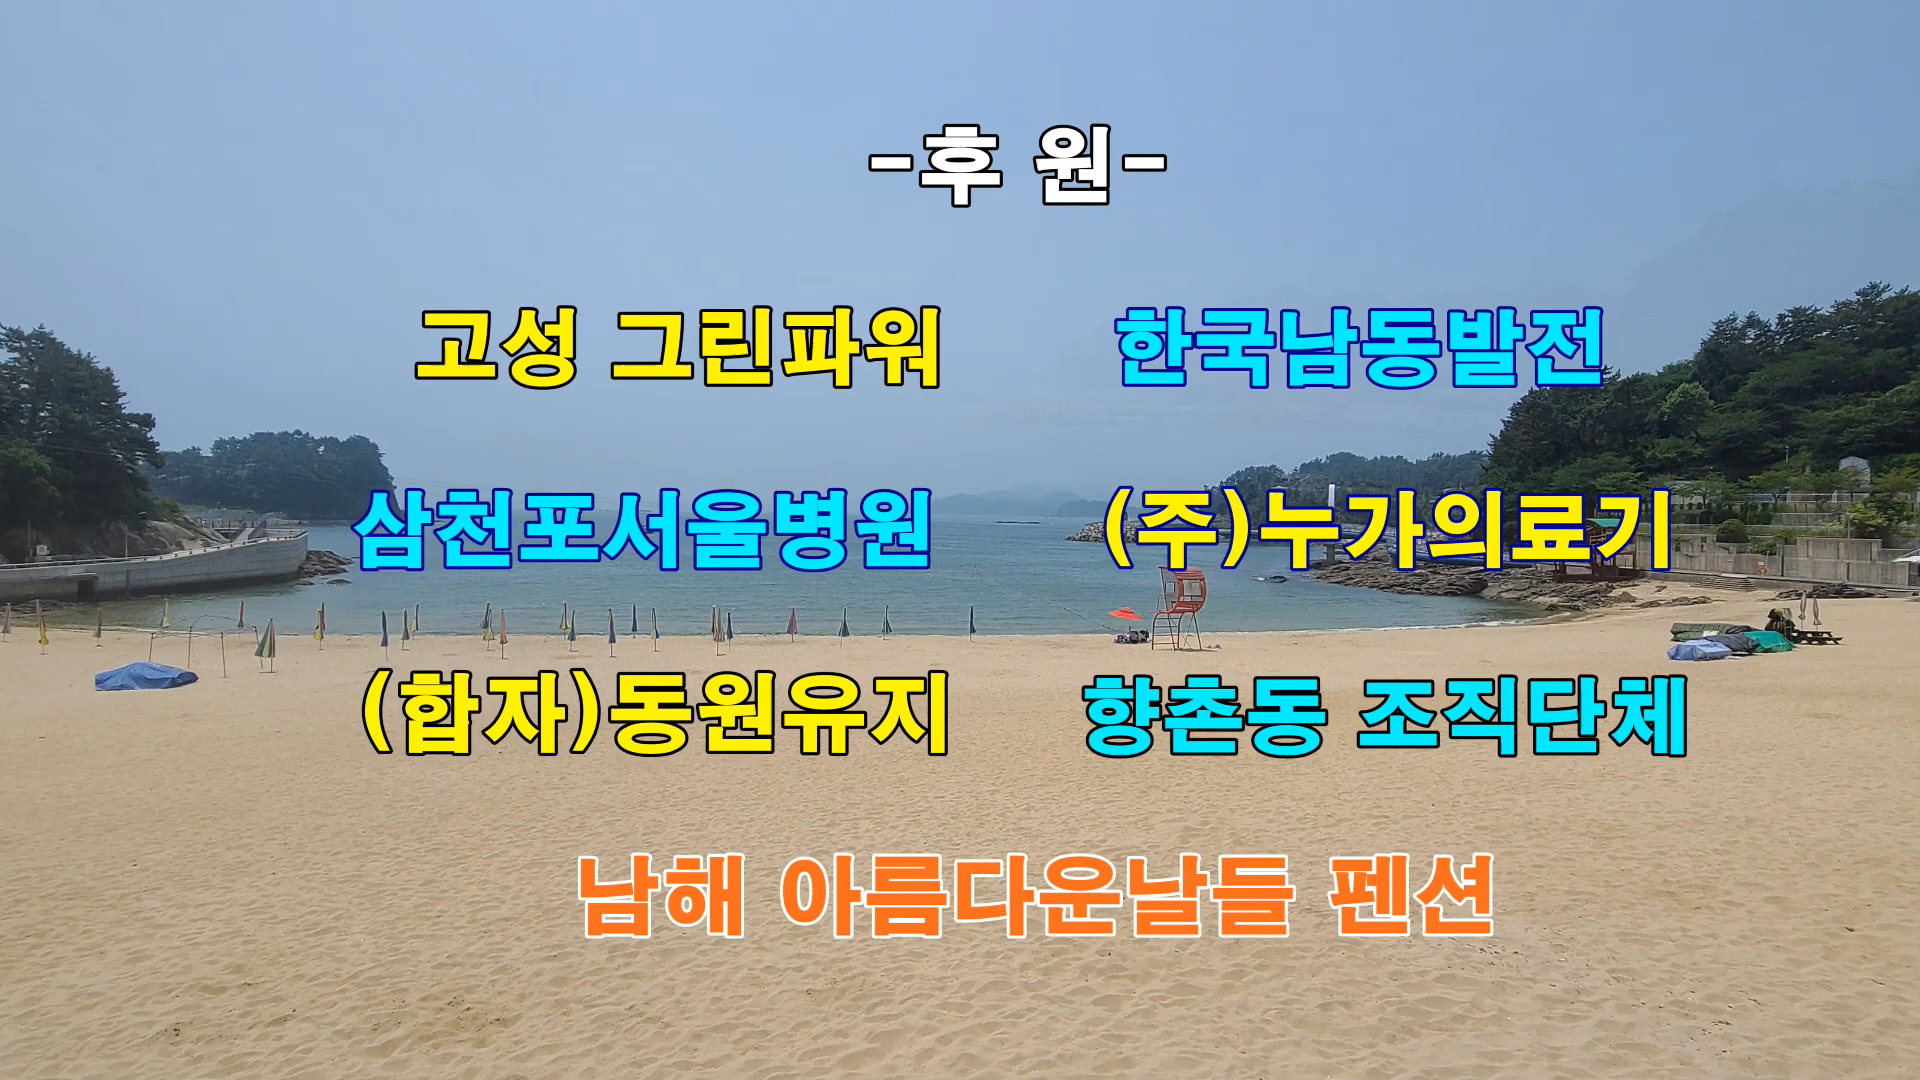 -후 원-
고성 그린파워 한국남동발전
삼천포서울병원 (주)누가의료기
(합자)동원유지 향촌동 조직단체
남해 아름다운날들 펜션